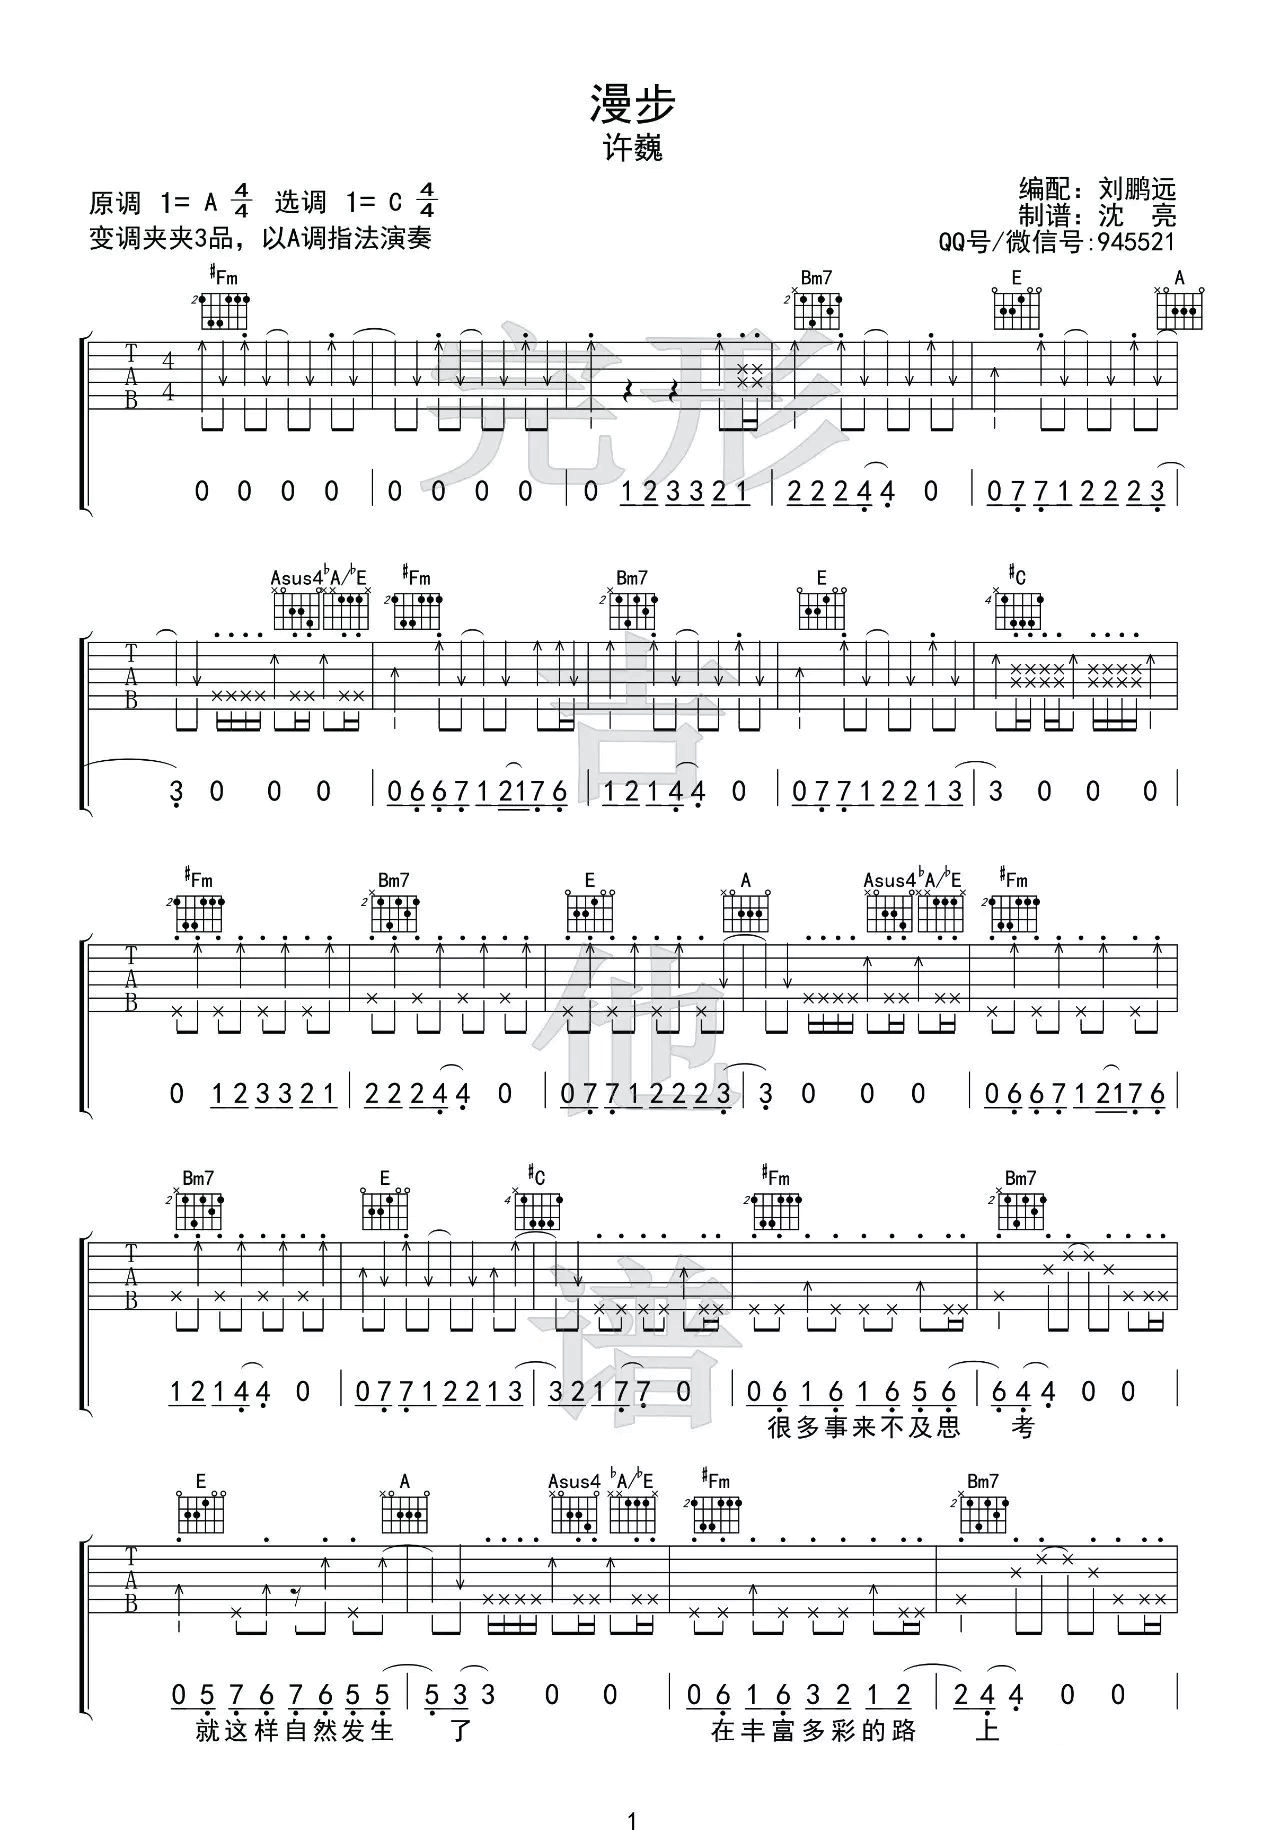 漫步
许巍
原调 1= A 4/4 选调 1= C 4/4
编配：刘鹏远
制谱：沈 亮
变调夹夹3品，以A调指法演奏
QQ号/微信号:945521
#Fm Bm7 E A
T A B 4 4
0 0 0 0 0 0 0 0 0 1 2 3 3 2 1 2 2 2 4 4 0 0 7 7 1 2 2 2 3
Asus4 bA/bE #Fm Bm7 E #C
T A B
3 0 0 0 0 6 6 7 1 2 1 7 6 1 2 1 4 4 0 0 7 7 1 2 2 1 3 3 0 0 0
#Fm Bm7 E A Asus4 bA/bE #Fm
T A B
0 1 2 3 3 2 1 2 2 2 4 4 0 0 7 7 1 2 2 2 3 3 0 0 0 0 6 6 7 1 2 1 7 6
Bm7 E #C #Fm Bm7
T A B
1 2 1 4 4 0 0 7 7 1 2 2 1 3 3 2 1 7 7 0 0 6 1 6 1 6 5 6 6 4 4 0 0
很多事来不及思 考
E A Asus4 bA/bE #Fm Bm7
T A B
0 5 7 6 7 6 5 5 5 3 3 0 0 0 6 1 6 3 2 1 2 2 4 4 0 0
就这样自然发生 了 在丰富多彩的路 上
1
完形吉他谱